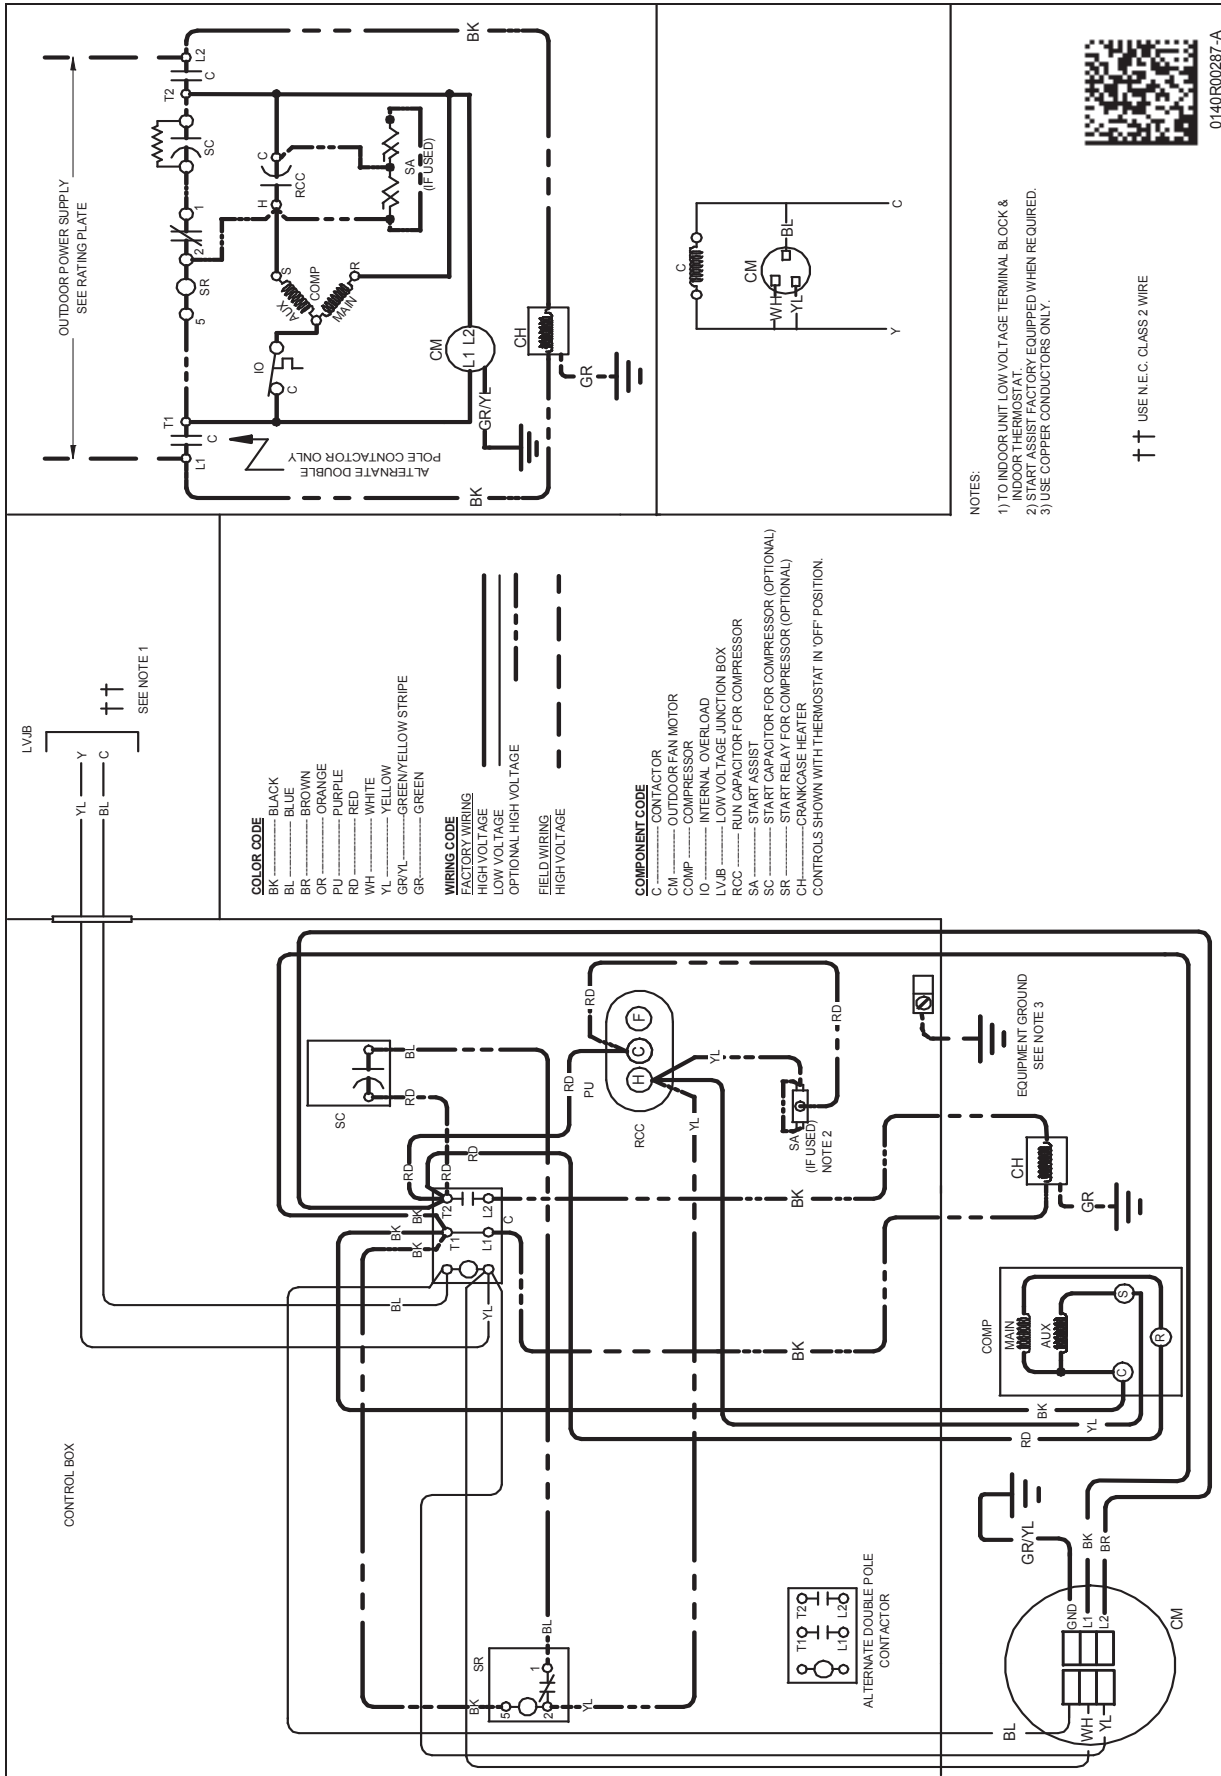 CONTROL BOX
LVJB
YL
Y
BL
C
SEE NOTE 1
SC
BL
RD
RD
RD
RD
BK
BK
BK
T2
T1
L2
L1
C
BL
YL
RD
PU
RD
RCC
H
C
F
YL
YL
SA
(IF USED)
NOTE 2
RD
BK
BK
SR
BK
5
1
2
BL
YL
T1
T2
L1
L2
ALTERNATE DOUBLE POLE
CONTACTOR
EQUIPMENT GROUND
SEE NOTE 3
CH
GR
COMP
MAIN
AUX
C
S
R
BK
YL
RD
GR/YL
BK
BR
GND
L1
L2
CM
BL
WH
YL
COLOR CODE
BK ---------- BLACK
BL ---------- BLUE
BR ---------- BROWN
OR ---------- ORANGE
PU ---------- PURPLE
RD ---------- RED
WH ---------- WHITE
YL ---------- YELLOW
GR/YL ---------- GREEN/YELLOW STRIPE
GR ---------- GREEN
WIRING CODE
FACTORY WIRING
HIGH VOLTAGE
LOW VOLTAGE
OPTIONAL HIGH VOLTAGE
FIELD WIRING
HIGH VOLTAGE
COMPONENT CODE
C ---------- CONTACTOR
CM ---------- OUTDOOR FAN MOTOR
COMP ---------- COMPRESSOR
IO ---------- INTERNAL OVERLOAD
LVJB ---------- LOW VOLTAGE JUNCTION BOX
RCC ---------- RUN CAPACITOR FOR COMPRESSOR
SA ---------- START ASSIST
SC ---------- START CAPACITOR FOR COMPRESSOR (OPTIONAL)
SR ---------- START RELAY FOR COMPRESSOR (OPTIONAL)
CH ---------- CRANKCASE HEATER
CONTROLS SHOWN WITH THERMOSTAT IN 'OFF' POSITION.
OUTDOOR POWER SUPPLY
SEE RATING PLATE
L1
C
T1
5
SR
2
1
SC
T2
C
L2
ALTERNATE DOUBLE
POLE CONTACTOR ONLY
IO
C
AUX
S
COMP
MAIN
R
H
C
RCC
SA
(IF USED)
CM
L1 L2
GR/YL
CH
GR
BK
BK
C
CM
WH
YL
BL
Y
C
NOTES:
1) TO INDOOR UNIT LOW VOLTAGE TERMINAL BLOCK &
INDOOR THERMOSTAT.
2) START ASSIST FACTORY EQUIPPED WHEN REQUIRED.
3) USE COPPER CONDUCTORS ONLY.
†† USE N.E.C. CLASS 2 WIRE
0140R00287-A